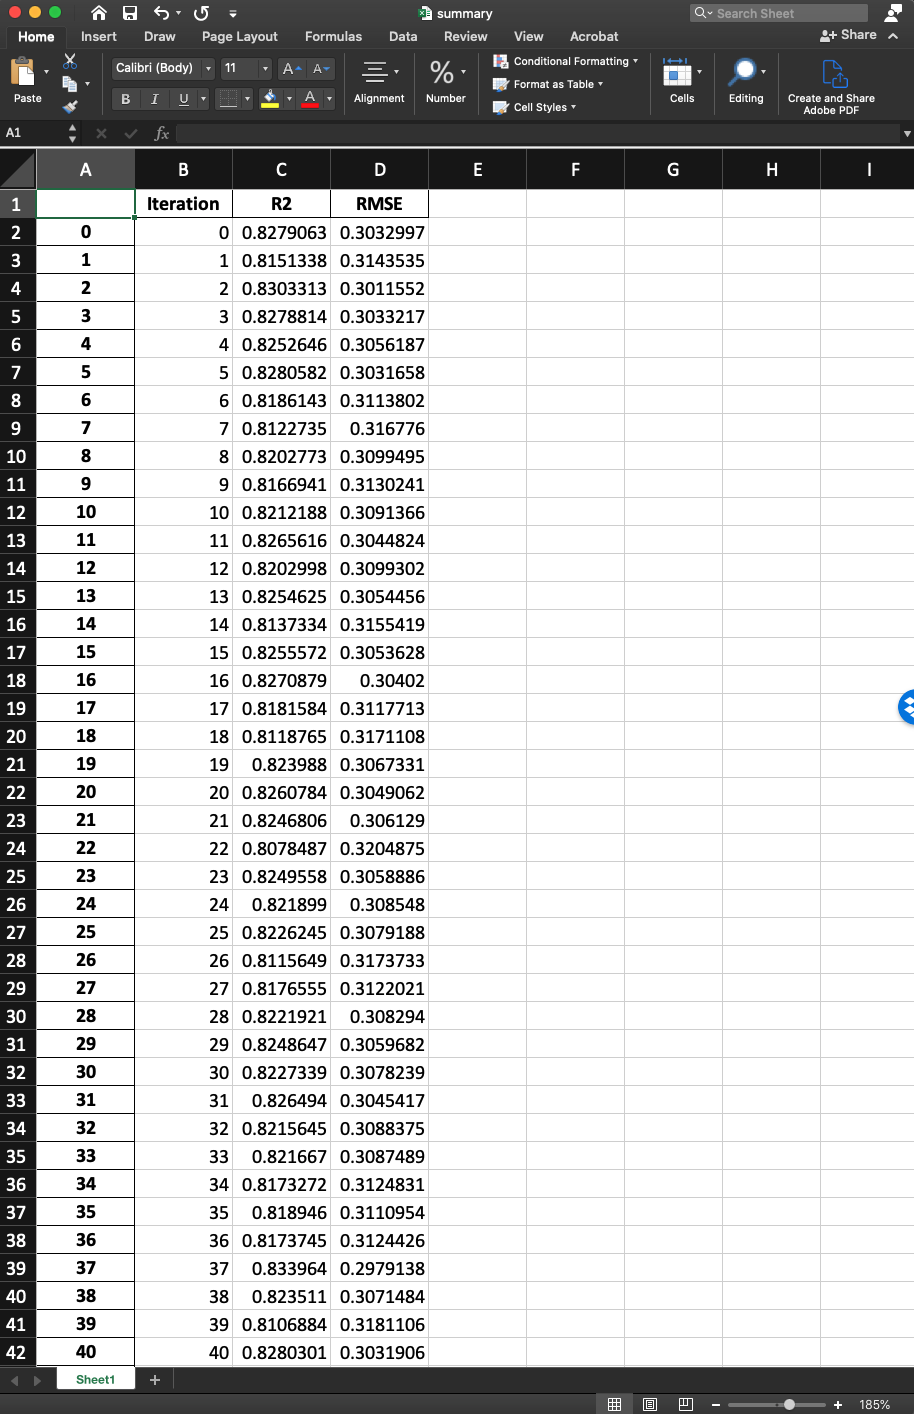 summary
Search Sheet
Home Insert Draw Page Layout Formulas Data Review View Acrobat Share
Calibri (Body) 11 A A Conditional Formatting
Format as Table
Cell Styles
B I U A
Paste Alignment % Number Cells Editing Create and Share
Adobe PDF
A1 fx
A B C D E F G H I
1 Iteration R2 RMSE
2 0 0 0.8279063 0.3032997
3 1 1 0.8151338 0.3143535
4 2 2 0.8303313 0.3011552
5 3 3 0.8278814 0.3033217
6 4 4 0.8252646 0.3056187
7 5 5 0.8280582 0.3031658
8 6 6 0.8186143 0.3113802
9 7 7 0.8122735 0.316776
10 8 8 0.8202773 0.3099495
11 9 9 0.8166941 0.3130241
12 10 10 0.8212188 0.3091366
13 11 11 0.8265616 0.3044824
14 12 12 0.8202998 0.3099302
15 13 13 0.8254625 0.3054456
16 14 14 0.8137334 0.3155419
17 15 15 0.8255572 0.3053628
18 16 16 0.8270879 0.30402
19 17 17 0.8181584 0.3117713
20 18 18 0.8118765 0.3171108
21 19 19 0.823988 0.3067331
22 20 20 0.8260784 0.3049062
23 21 21 0.8246806 0.306129
24 22 22 0.8078487 0.3204875
25 23 23 0.8249558 0.3058886
26 24 24 0.821899 0.308548
27 25 25 0.8226245 0.3079188
28 26 26 0.8115649 0.3173733
29 27 27 0.8176555 0.3122021
30 28 28 0.8221921 0.308294
31 29 29 0.8248647 0.3059682
32 30 30 0.8227339 0.3078239
33 31 31 0.826494 0.3045417
34 32 32 0.8215645 0.3088375
35 33 33 0.821667 0.3087489
36 34 34 0.8173272 0.3124831
37 35 35 0.818946 0.3110954
38 36 36 0.8173745 0.3124426
39 37 37 0.833964 0.2979138
40 38 38 0.823511 0.3071484
41 39 39 0.8106884 0.3181106
42 40 40 0.8280301 0.3031906
Sheet1 +
185%